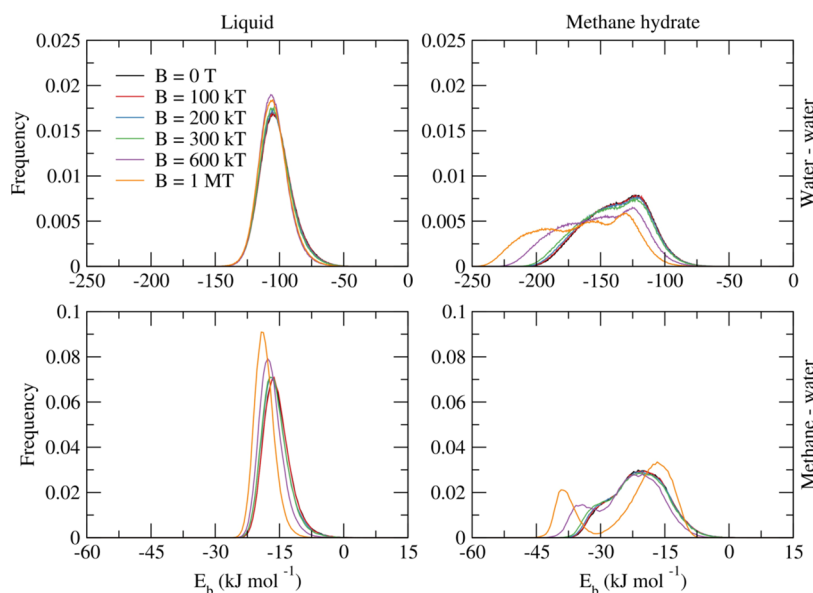 Liquid
Methane hydrate
0.025
0.02
0.015
0.01
0.005
0
Frequency
B = 0 T
B = 100 kT
B = 200 kT
B = 300 kT
B = 600 kT
B = 1 MT
-250 -200 -150 -100 -50 0
0.025
0.02
0.015
0.01
0.005
0
-250 -200 -150 -100 -50 0
Water - water
0.1
0.08
0.06
0.04
0.02
0
Frequency
-60 -45 -30 -15 0 15
E_b (kJ mol⁻¹)
0.1
0.08
0.06
0.04
0.02
0
-60 -45 -30 -15 0 15
E_b (kJ mol⁻¹)
Methane - water